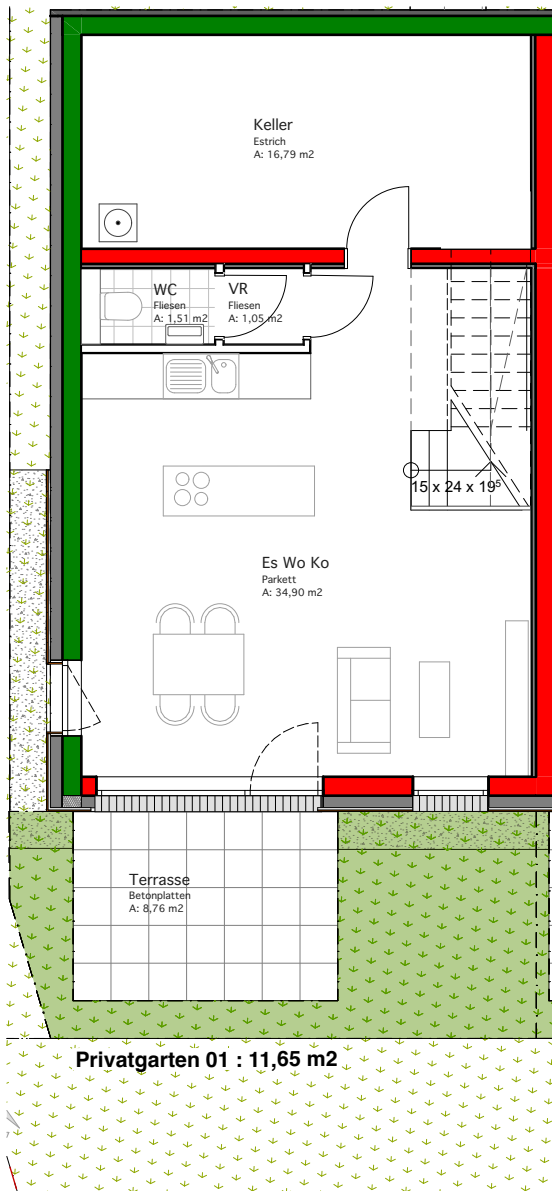 Keller
Estrich
A: 16,79 m2
WC
Fliesen
A: 1,51 m2
VR
Fliesen
A: 1,05 m2
15 x 24 x 19⁵
Es Wo Ko
Parkett
A: 34,90 m2
Terrasse
Betonplatten
A: 8,76 m2
Privatgarten 01 : 11,65 m2